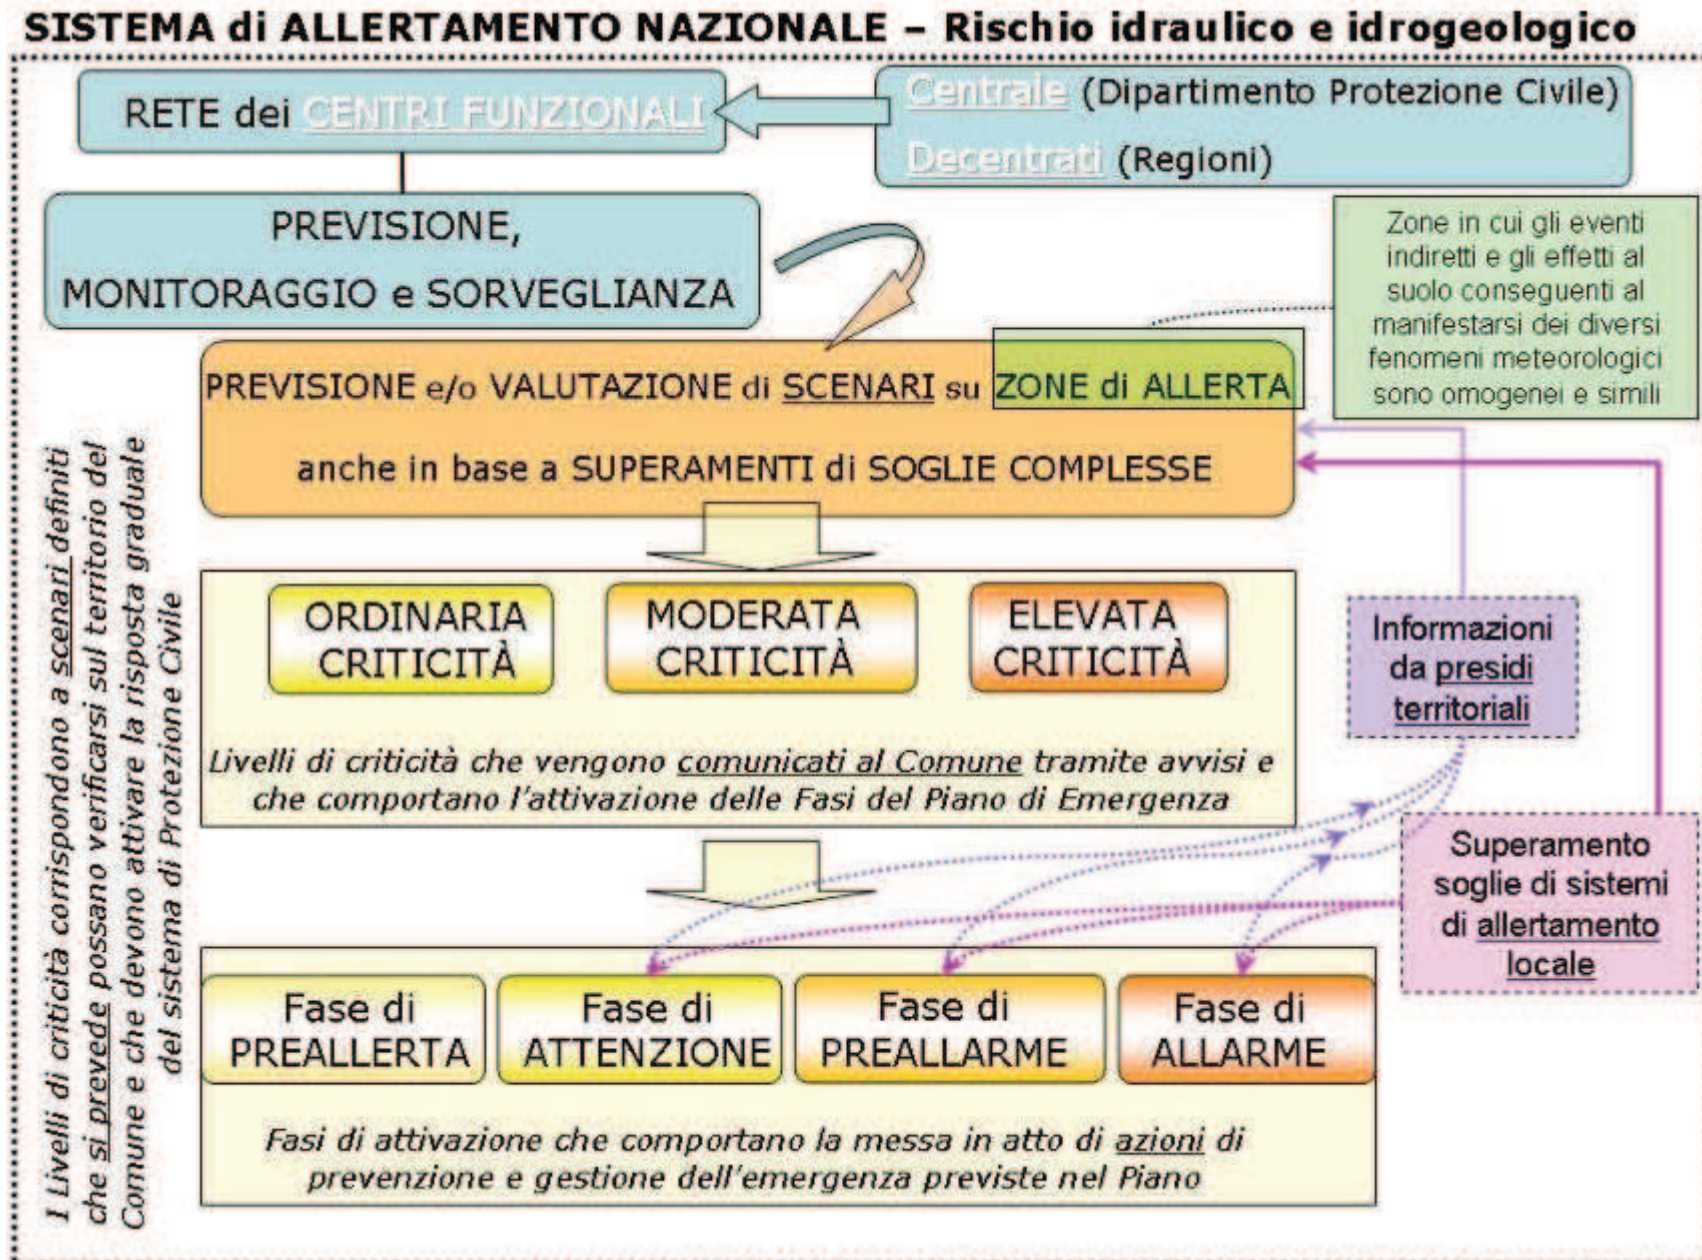 SISTEMA di ALLERTAMENTO NAZIONALE – Rischio idraulico e idrogeologico
RETE dei CENTRI FUNZIONALI
Centrale (Dipartimento Protezione Civile)
Decentrati (Regioni)
PREVISIONE,
MONITORAGGIO e SORVEGLIANZA
Zone in cui gli eventi
indiretti e gli effetti al
suolo conseguenti al
manifestarsi dei diversi
fenomeni meteorologici
sono omogenei e simili
PREVISIONE e/o VALUTAZIONE di SCENARI su ZONE di ALLERTA
anche in base a SUPERAMENTI di SOGLIE COMPLESSE
I Livelli di criticità corrispondono a scenari definiti
che si prevede possano verificarsi sul territorio del
Comune e che devono attivare la risposta graduale
del sistema di Protezione Civile
ORDINARIA
CRITICITÀ
MODERATA
CRITICITÀ
ELEVATA
CRITICITÀ
Livelli di criticità che vengono comunicati al Comune tramite avvisi e
che comportano l'attivazione delle Fasi del Piano di Emergenza
Informazioni
da presidi
territoriali
Superamento
soglie di sistemi
di allertamento
locale
Fase di
PREALLERTA
Fase di
ATTENZIONE
Fase di
PREALLARME
Fase di
ALLARME
Fasi di attivazione che comportano la messa in atto di azioni di
prevenzione e gestione dell'emergenza previste nel Piano